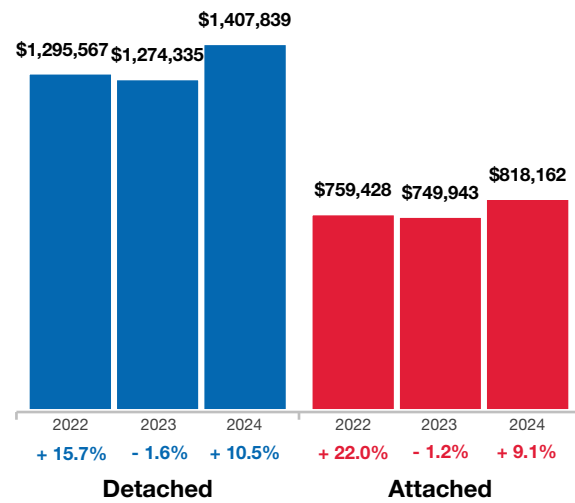 $1,407,839
$1,295,567 $1,274,335
$818,162
$759,428 $749,943
2022 2023 2024 2022 2023 2024
+ 15.7% - 1.6% + 10.5% + 22.0% - 1.2% + 9.1%
Detached Attached